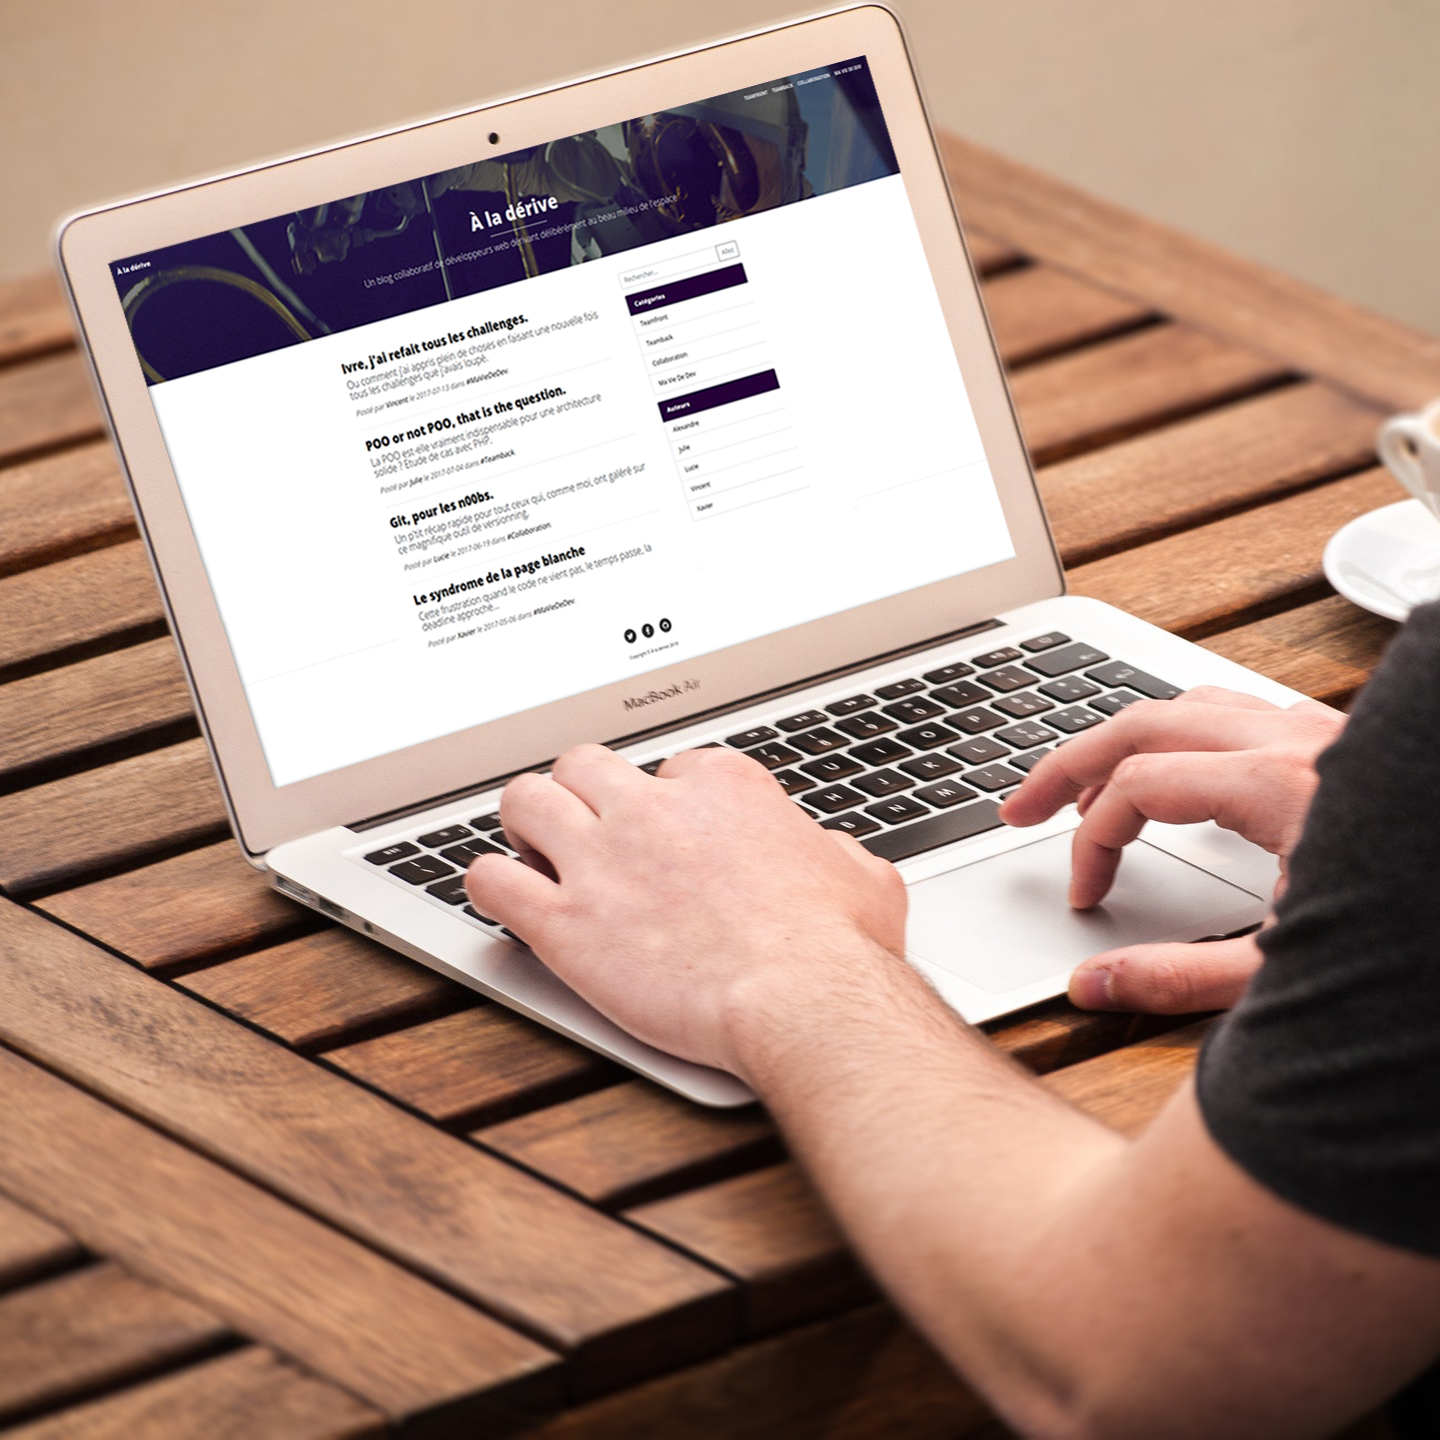 À la dérive
TEAMFRONT TEAMBACK COLLABORATION MA VIE DE DEV
À la dérive
Un blog collaboratif de développeurs web dérivant délibérément au beau milieu de l'espace
Ivre, j'ai refait tous les challenges.
Ou comment j'ai appris plein de choses en faisant une nouvelle fois
tous les challenges que j'avais loupé.
Posté par Vincent le 2017-07-13 dans #MaVieDeDev.
POO or not POO, that is the question.
La POO est-elle vraiment indispensable pour une architecture
solide ? Etude de cas avec PHP.
Posté par Julie le 2017-07-04 dans #Teamback.
Git, pour les n00bs.
Un p'tit récap rapide pour tout ceux qui, comme moi, ont galéré sur
ce magnifique outil de versionning.
Posté par Lucie le 2017-06-19 dans #Collaboration.
Le syndrome de la page blanche
Cette frustration quand le code ne vient pas, le temps passe, la
deadline approche...
Posté par Xavier le 2017-05-06 dans #MaVieDeDev.
Rechercher... Allez
Catégories
Teamfront
Teamback
Collaboration
Ma Vie De Dev
Auteurs
Alexandre
Julie
Lucie
Vincent
Xavier
MacBook Air
U I O P
H J K L
B N M